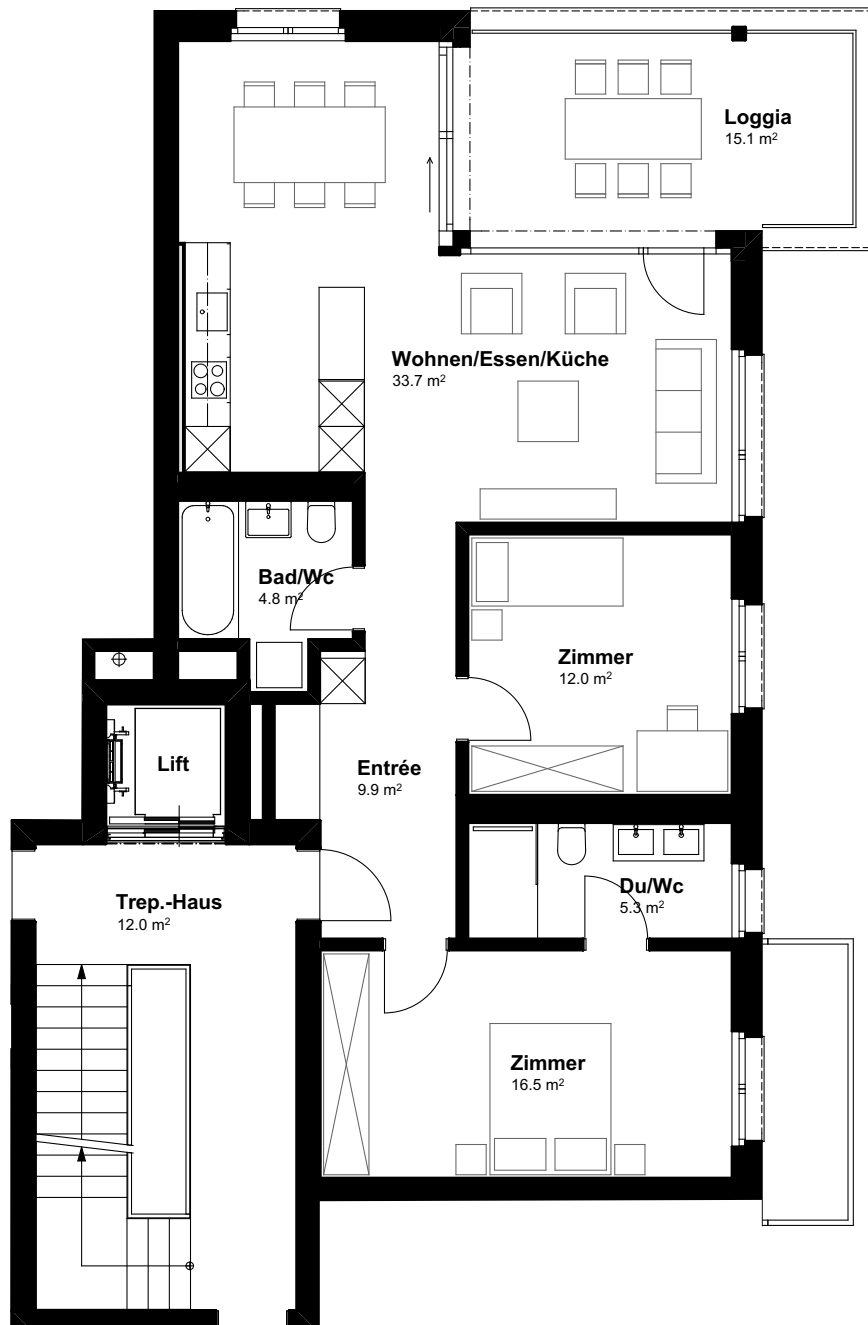 Loggia
15.1 m²
Wohnen/Essen/Küche
33.7 m²
Bad/Wc
4.8 m²
Zimmer
12.0 m²
Lift
Entrée
9.9 m²
Du/Wc
5.3 m²
Trep.-Haus
12.0 m²
Zimmer
16.5 m²